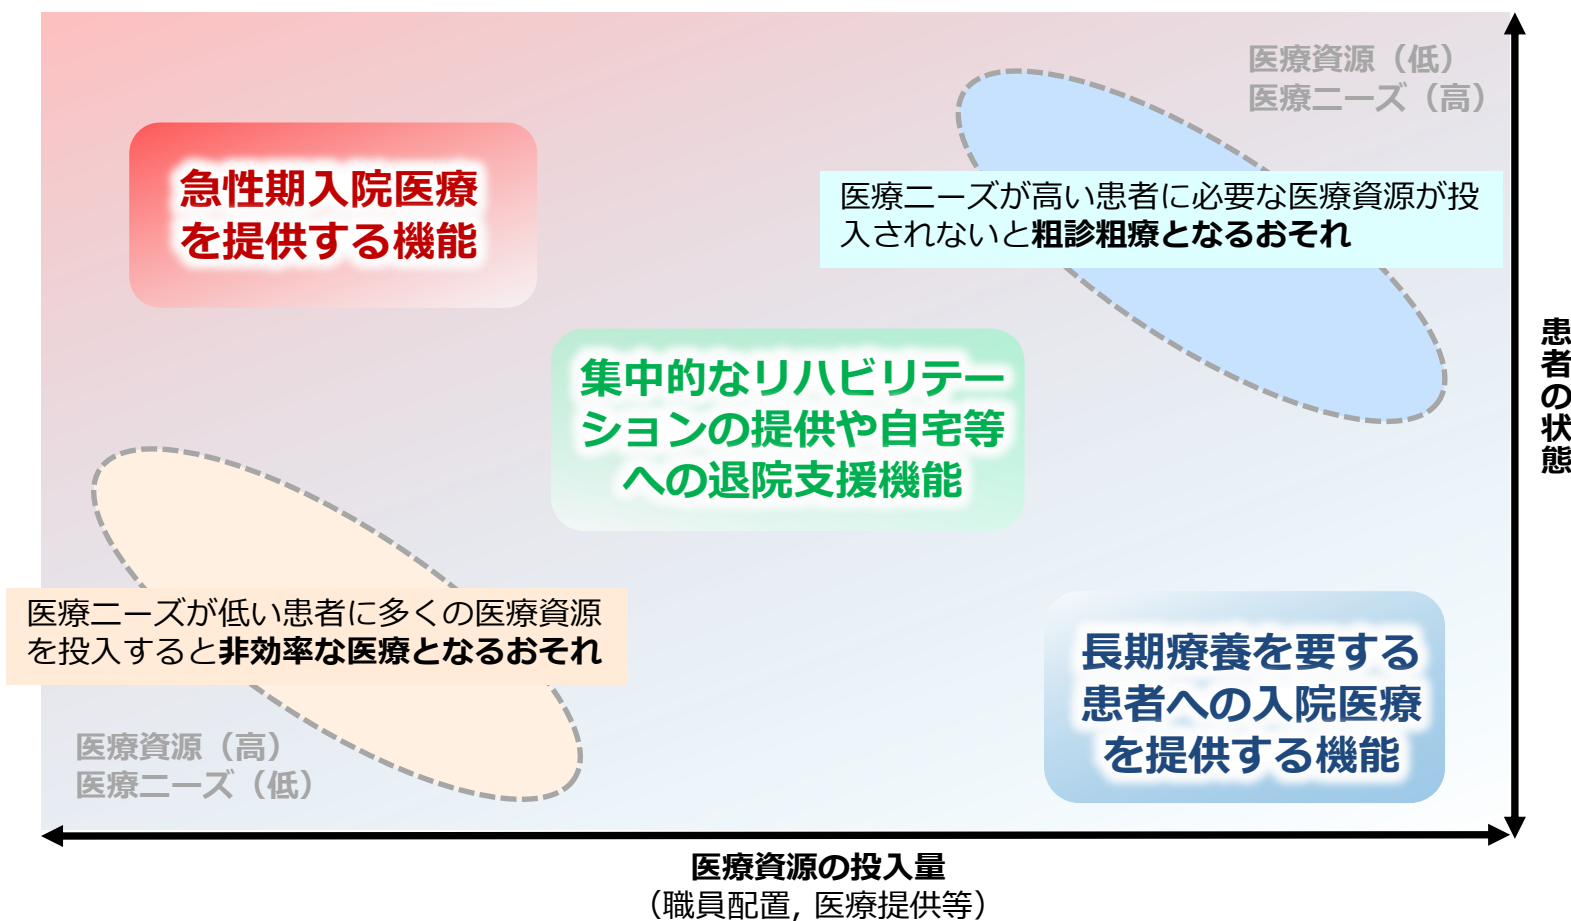 医療資源（低）
医療ニーズ（高）
急性期入院医療
を提供する機能
医療ニーズが高い患者に必要な医療資源が投
入されないと粗診粗療となるおそれ
集中的なリハビリテー
ションの提供や自宅等
への退院支援機能
患者の状態
医療ニーズが低い患者に多くの医療資源
を投入すると非効率な医療となるおそれ
長期療養を要する
患者への入院医療
を提供する機能
医療資源（高）
医療ニーズ（低）
医療資源の投入量
（職員配置, 医療提供等）